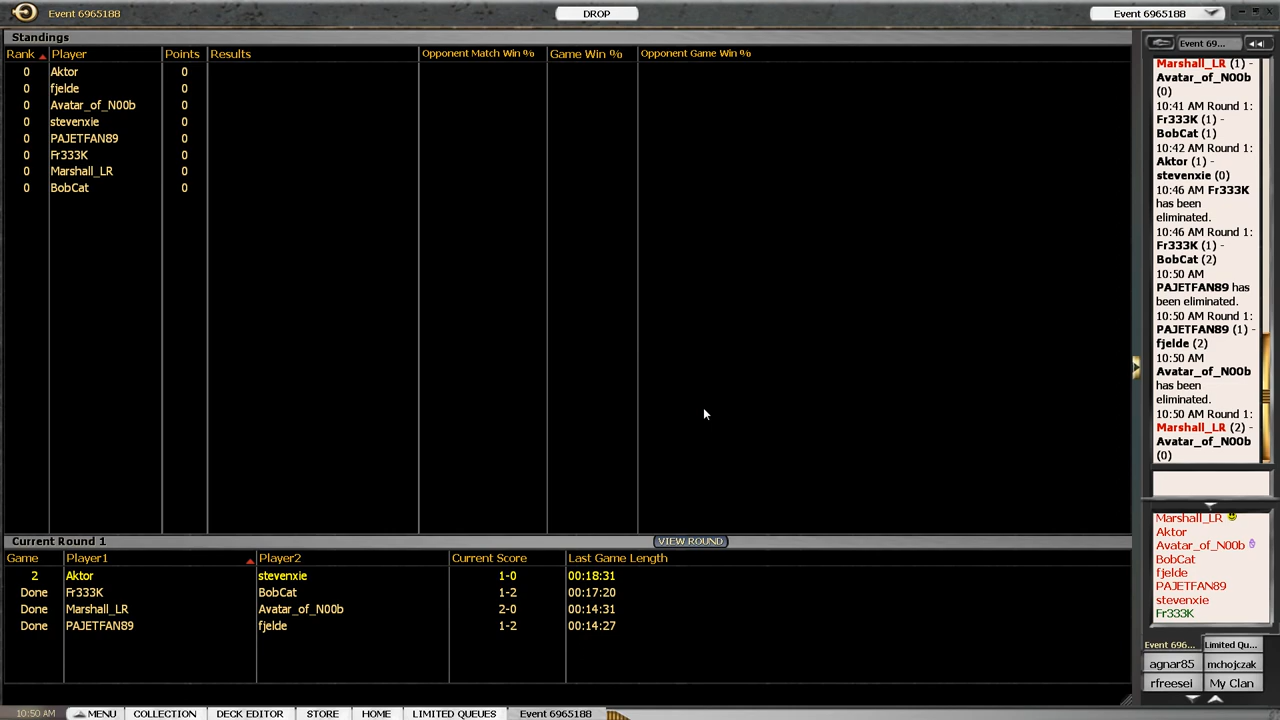 Event 6965188 DROP Event 6965188
Standings
Rank Player Points Results Opponent Match Win % Game Win % Opponent Game Win %
0 Aktor 0
0 fjelde 0
0 Avatar_of_N00b 0
0 stevenxie 0
0 PAJETFAN89 0
0 Fr333K 0
0 Marshall_LR 0
0 BobCat 0
Current Round 1 VIEW ROUND
Game Player1 Player2 Current Score Last Game Length
2 Aktor stevenxie 1-0 00:18:31
Done Fr333K BobCat 1-2 00:17:20
Done Marshall_LR Avatar_of_N00b 2-0 00:14:31
Done PAJETFAN89 fjelde 1-2 00:14:27
Event 69...
Marshall_LR (1) -
Avatar_of_N00b
(0)
10:41 AM Round 1:
Fr333K (1) -
BobCat (1)
10:42 AM Round 1:
Aktor (1) -
stevenxie (0)
10:46 AM Fr333K
has been
eliminated.
10:46 AM Round 1:
Fr333K (1) -
BobCat (2)
10:50 AM
PAJETFAN89 has
been eliminated.
10:50 AM Round 1:
PAJETFAN89 (1) -
fjelde (2)
10:50 AM
Avatar_of_N00b
has been
eliminated.
10:50 AM Round 1:
Marshall_LR (2) -
Avatar_of_N00b
(0)
Marshall_LR
Aktor
Avatar_of_N00b
BobCat
fjelde
PAJETFAN89
stevenxie
Fr333K
Event 696... Limited Qu...
agnar85 mchojczak
rfreesei My Clan
10:50 AM MENU COLLECTION DECK EDITOR STORE HOME LIMITED QUEUES Event 6965188